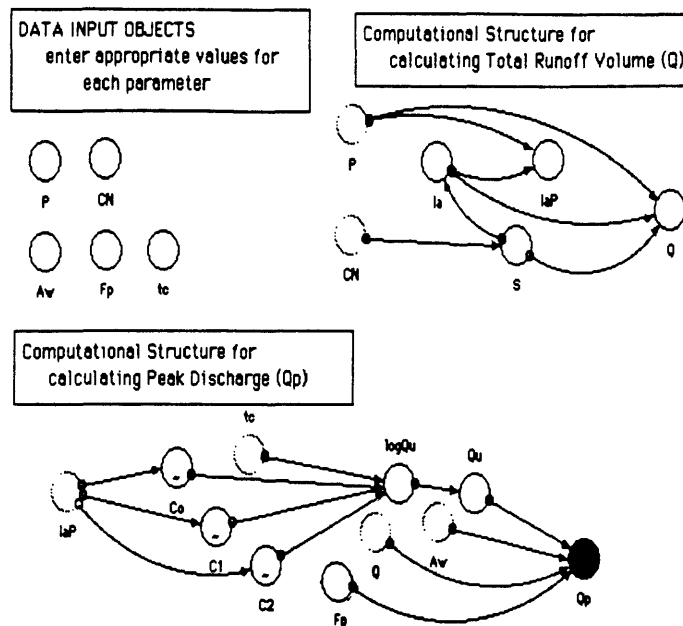 DATA INPUT OBJECTS
enter appropriate values for
each parameter
P
CN
Aw
Fp
tc
Computational Structure for
calculating Total Runoff Volume (Q)
P
Ia
IaP
Q
CN
S
Computational Structure for
calculating Peak Discharge (Qp)
tc
logQu
Qu
IaP
Co
C1
C2
Q
Aw
Fp
Qp